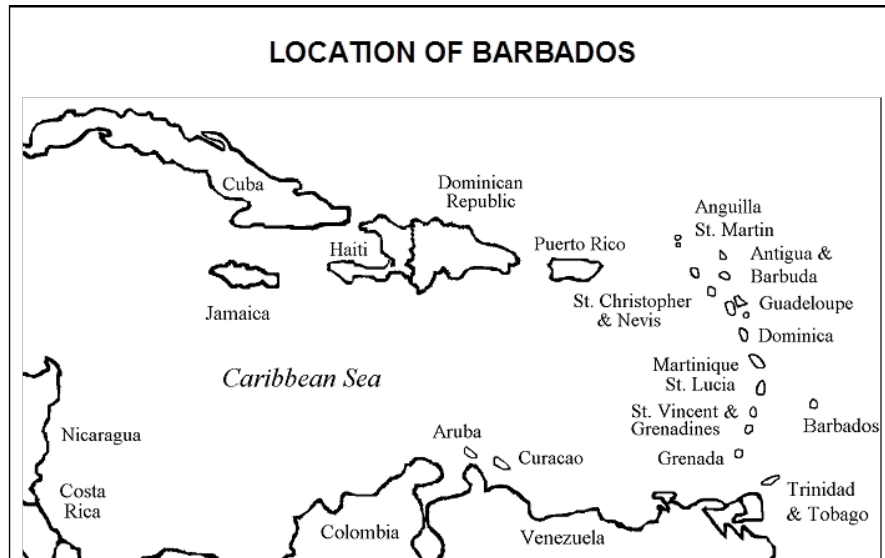 LOCATION OF BARBADOS
Cuba
Dominican
Republic
Anguilla
St. Martin
Haiti
Puerto Rico
Antigua &
Barbuda
Jamaica
St. Christopher
& Nevis
Guadeloupe
Dominica
Caribbean Sea
Martinique
St. Lucia
St. Vincent &
Grenadines
Barbados
Nicaragua
Aruba
Curacao
Grenada
Costa
Rica
Trinidad
& Tobago
Colombia
Venezuela